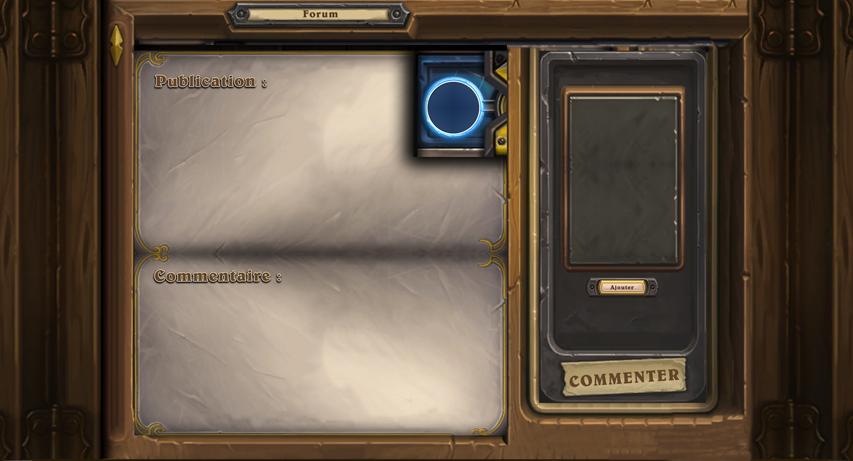 Forum
Publication :
Commentaire :
Ajouter
COMMENTER